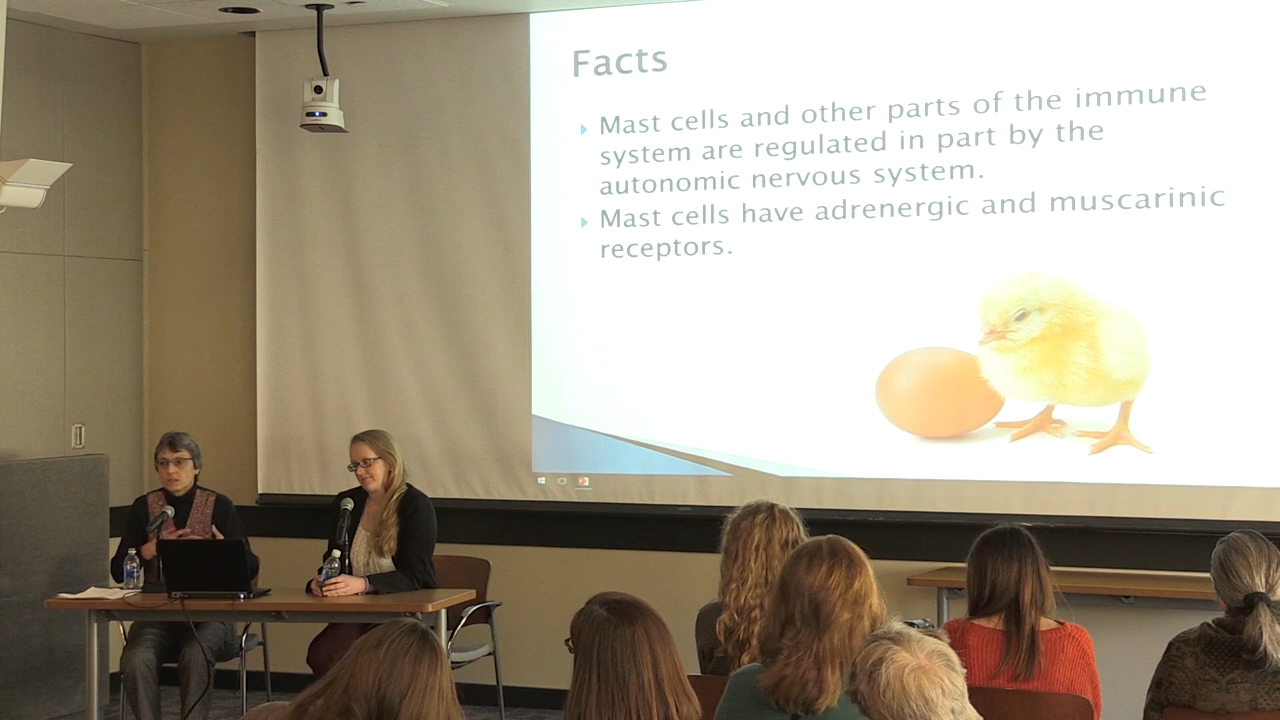 Facts
Mast cells and other parts of the immune
system are regulated in part by the
autonomic nervous system.
Mast cells have adrenergic and muscarinic
receptors.